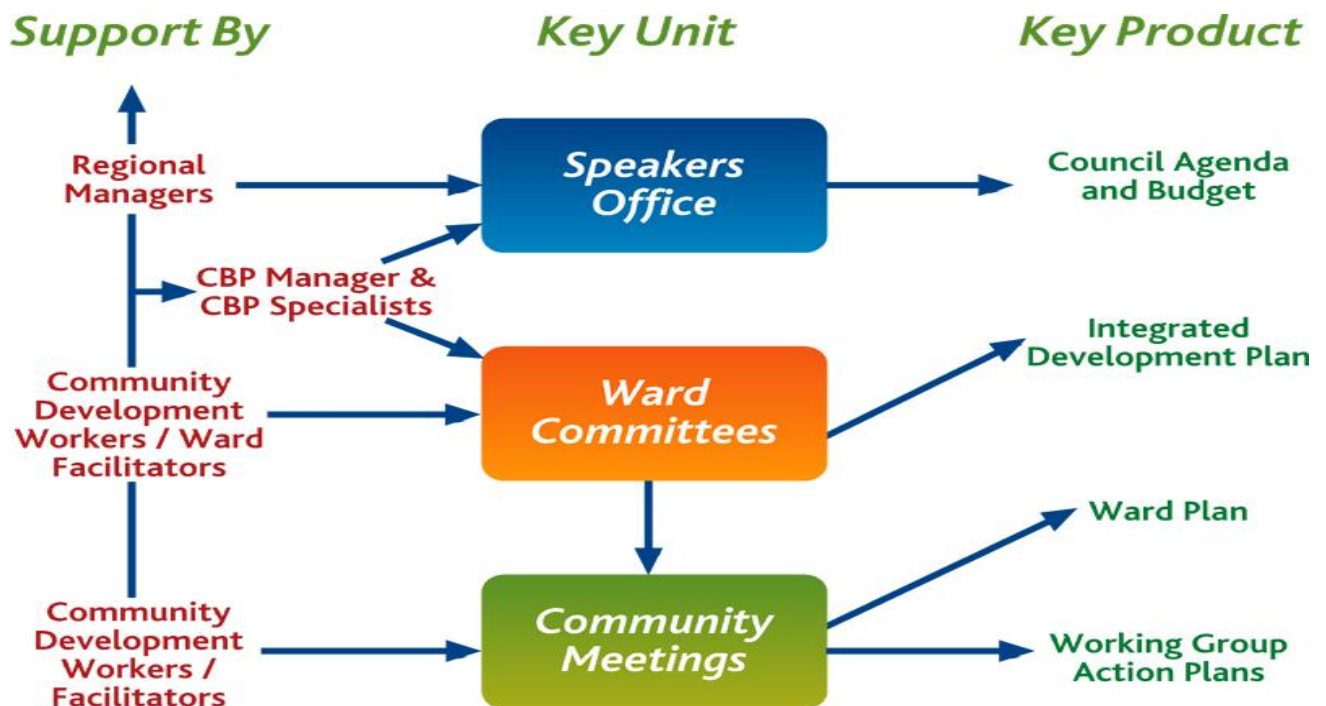 Support By
Key Unit
Key Product
Regional
Managers
Speakers
Office
Council Agenda
and Budget
CBP Manager &
CBP Specialists
Integrated
Development Plan
Community
Development
Workers / Ward
Facilitators
Ward
Committees
Ward Plan
Community
Development
Workers /
Facilitators
Community
Meetings
Working Group
Action Plans